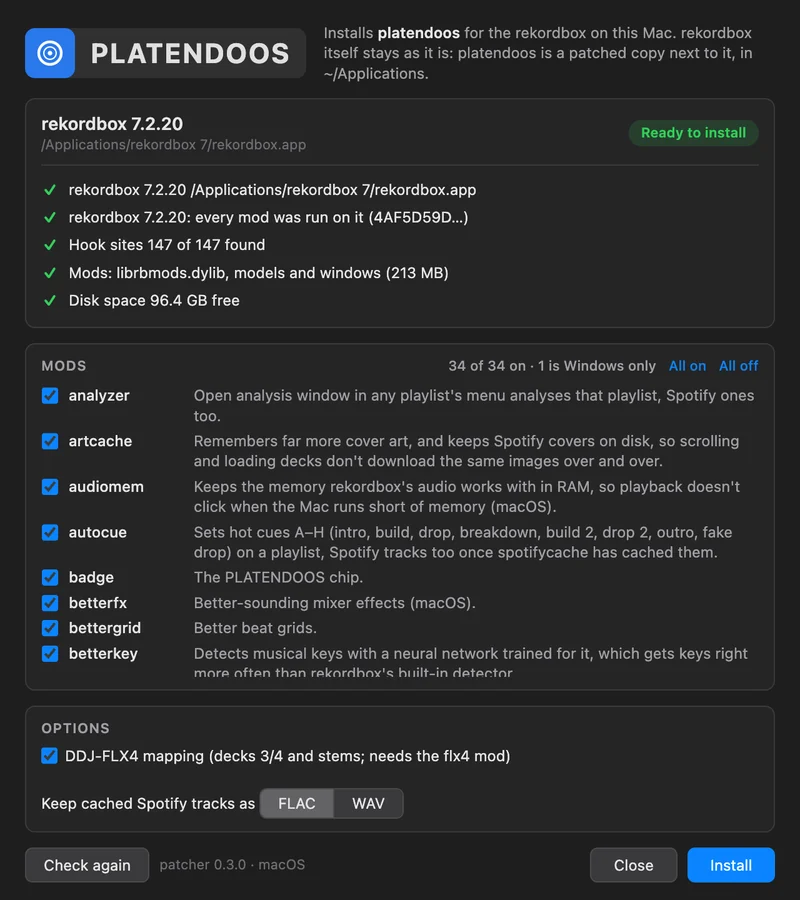 PLATENDOOS
Installs platendoos for the rekordbox on this Mac. rekordbox
itself stays as it is: platendoos is a patched copy next to it, in
~/Applications.
rekordbox 7.2.20
/Applications/rekordbox 7/rekordbox.app
Ready to install
rekordbox 7.2.20 /Applications/rekordbox 7/rekordbox.app
rekordbox 7.2.20: every mod was run on it (4AF5D59D...)
Hook sites 147 of 147 found
Mods: librbmods.dylib, models and windows (213 MB)
Disk space 96.4 GB free
MODS 34 of 34 on · 1 is Windows only All on All off
analyzer Open analysis window in any playlist's menu analyses that playlist, Spotify ones
too.
artcache Remembers far more cover art, and keeps Spotify covers on disk, so scrolling
and loading decks don't download the same images over and over.
audiomem Keeps the memory rekordbox's audio works with in RAM, so playback doesn't
click when the Mac runs short of memory (macOS).
autocue Sets hot cues A–H (intro, build, drop, breakdown, build 2, drop 2, outro, fake
drop) on a playlist, Spotify tracks too once spotifycache has cached them.
badge The PLATENDOOS chip.
betterfx Better-sounding mixer effects (macOS).
bettergrid Better beat grids.
betterkey Detects musical keys with a neural network trained for it, which gets keys right
more often than rekordbox's built-in detector
OPTIONS
DDJ-FLX4 mapping (decks 3/4 and stems; needs the flx4 mod)
Keep cached Spotify tracks as FLAC WAV
Check again patcher 0.3.0 · macOS Close Install